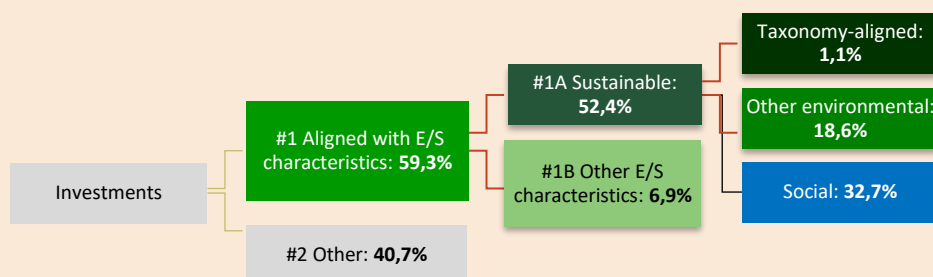 Investments
#1 Aligned with E/S
characteristics: 59,3%
#2 Other: 40,7%
#1A Sustainable:
52,4%
#1B Other E/S
characteristics: 6,9%
Taxonomy-aligned:
1,1%
Other environmental:
18,6%
Social: 32,7%